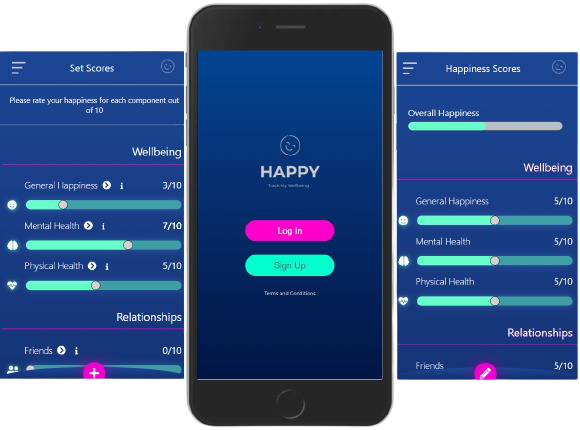 Set Scores
Please rate your happiness for each component out
of 10
Wellbeing
General Happiness i 3/10
Mental Health i 7/10
Physical Health i 5/10
Relationships
Friends i 0/10
HAPPY
Track My Wellbeing
Log In
Sign Up
Terms and Conditions
Happiness Scores
Overall Happiness
Wellbeing
General Happiness 5/10
Mental Health 5/10
Physical Health 5/10
Relationships
Friends 5/10